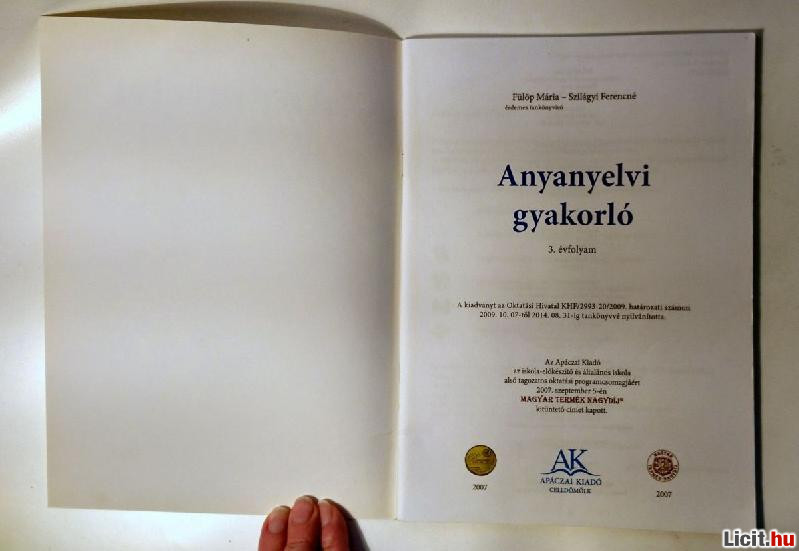 Fülöp Mária – Szilágyi Ferencné
érdemes tankönyvíró
Anyanyelvi
gyakorló
3. évfolyam
A kiadványt az Oktatási Hivatal KHF/2993-20/2009. határozati számon
2009. 10. 07-től 2014. 08. 31-ig tankönyvvé nyilvánította.
Az Apáczai Kiadó
az iskola-előkészítő és általános iskola
alsó tagozatos oktatási programcsomagjáért
2007. szeptember 5-én
MAGYAR TERMÉK NAGYDÍJ®
kitüntető címet kapott.
2007
AK
APÁCZAI KIADÓ
CELLDÖMÖLK
2007
Licit.hu